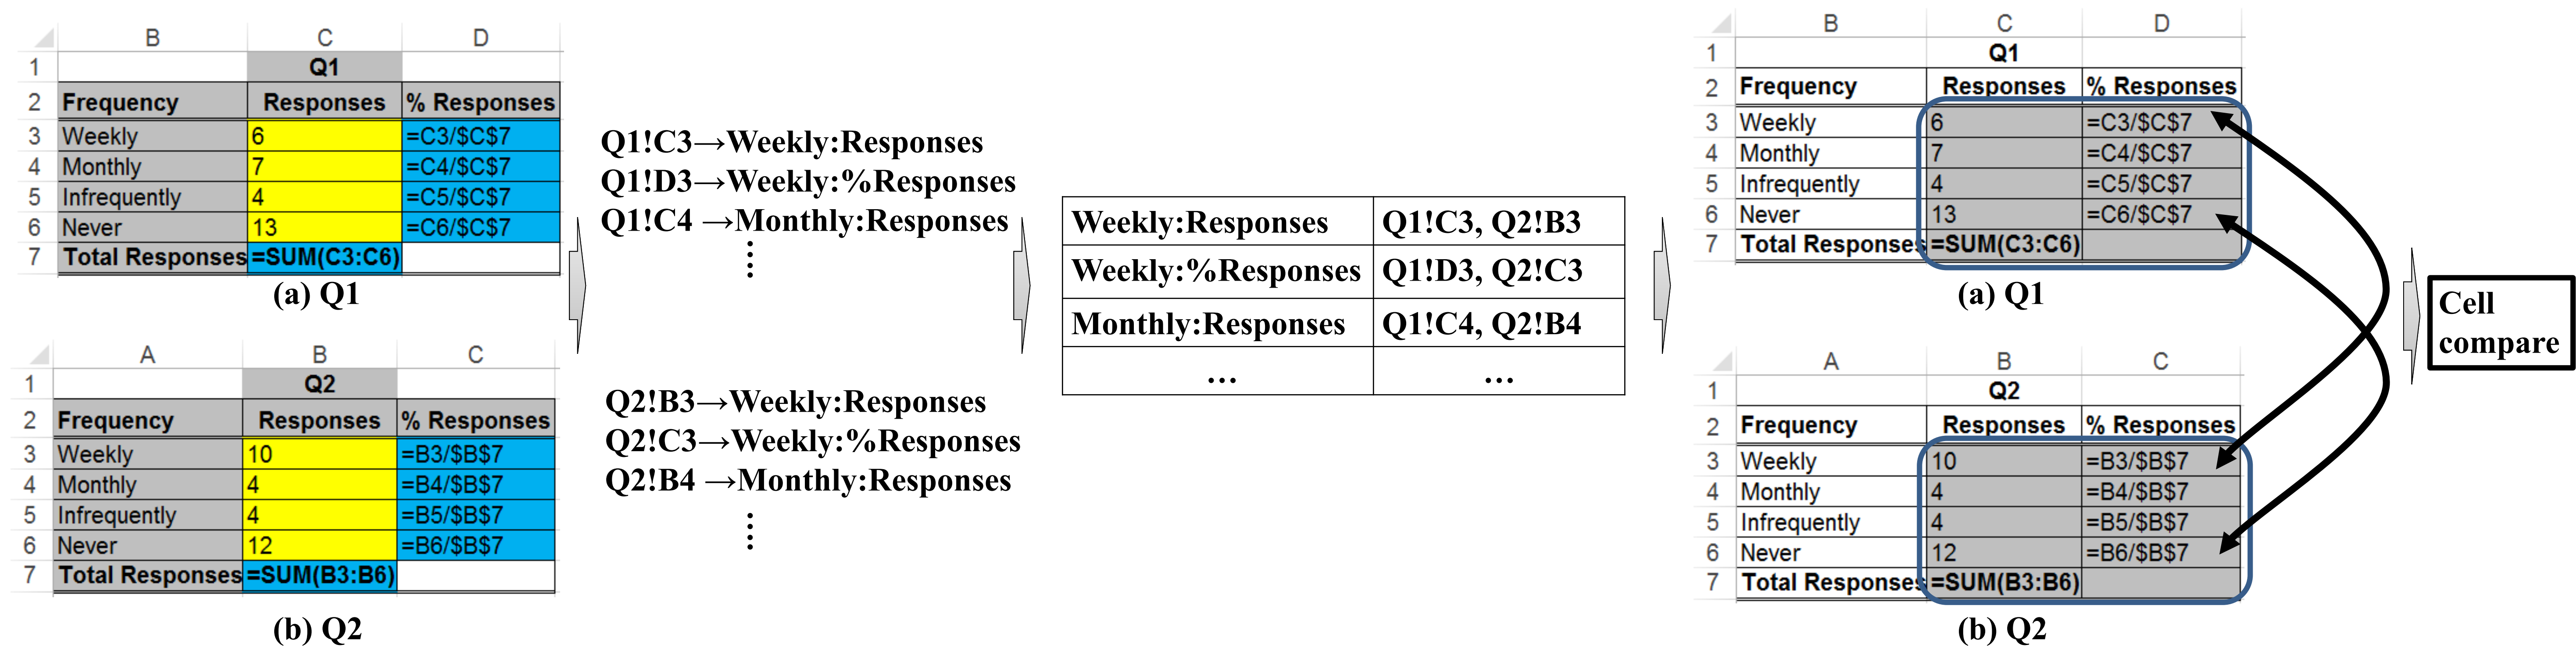 B C D
1 Q1
2 Frequency Responses % Responses
3 Weekly 6 =C3/$C$7
4 Monthly 7 =C4/$C$7
5 Infrequently 4 =C5/$C$7
6 Never 13 =C6/$C$7
7 Total Responses =SUM(C3:C6)
(a) Q1
A B C
1 Q2
2 Frequency Responses % Responses
3 Weekly 10 =B3/$B$7
4 Monthly 4 =B4/$B$7
5 Infrequently 4 =B5/$B$7
6 Never 12 =B6/$B$7
7 Total Responses =SUM(B3:B6)
(b) Q2
Q1!C3→Weekly:Responses
Q1!D3→Weekly:%Responses
Q1!C4 →Monthly:Responses
⋮
Q2!B3→Weekly:Responses
Q2!C3→Weekly:%Responses
Q2!B4 →Monthly:Responses
⋮
Weekly:Responses Q1!C3, Q2!B3
Weekly:%Responses Q1!D3, Q2!C3
Monthly:Responses Q1!C4, Q2!B4
... ...
B C D
1 Q1
2 Frequency Responses % Responses
3 Weekly 6 =C3/$C$7
4 Monthly 7 =C4/$C$7
5 Infrequently 4 =C5/$C$7
6 Never 13 =C6/$C$7
7 Total Responses =SUM(C3:C6)
(a) Q1
A B C
1 Q2
2 Frequency Responses % Responses
3 Weekly 10 =B3/$B$7
4 Monthly 4 =B4/$B$7
5 Infrequently 4 =B5/$B$7
6 Never 12 =B6/$B$7
7 Total Responses =SUM(B3:B6)
(b) Q2
Cell
compare